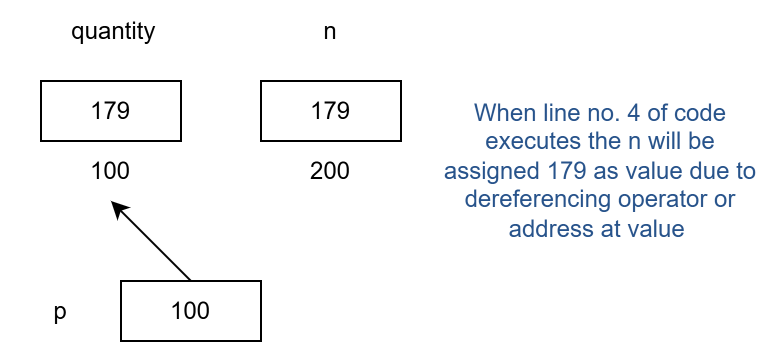 quantity n
179 179
100 200
When line no. 4 of code
executes the n will be
assigned 179 as value due to
dereferencing operator or
address at value
p 100